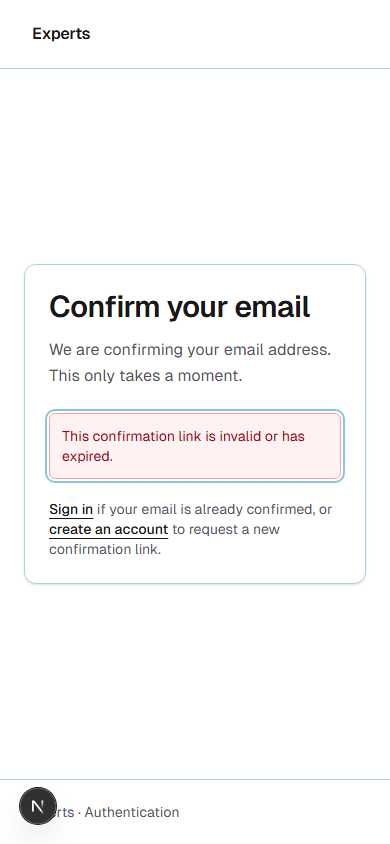 Experts
Confirm your email
We are confirming your email address.
This only takes a moment.
This confirmation link is invalid or has
expired.
Sign in if your email is already confirmed, or
create an account to request a new
confirmation link.
N
erts · Authentication